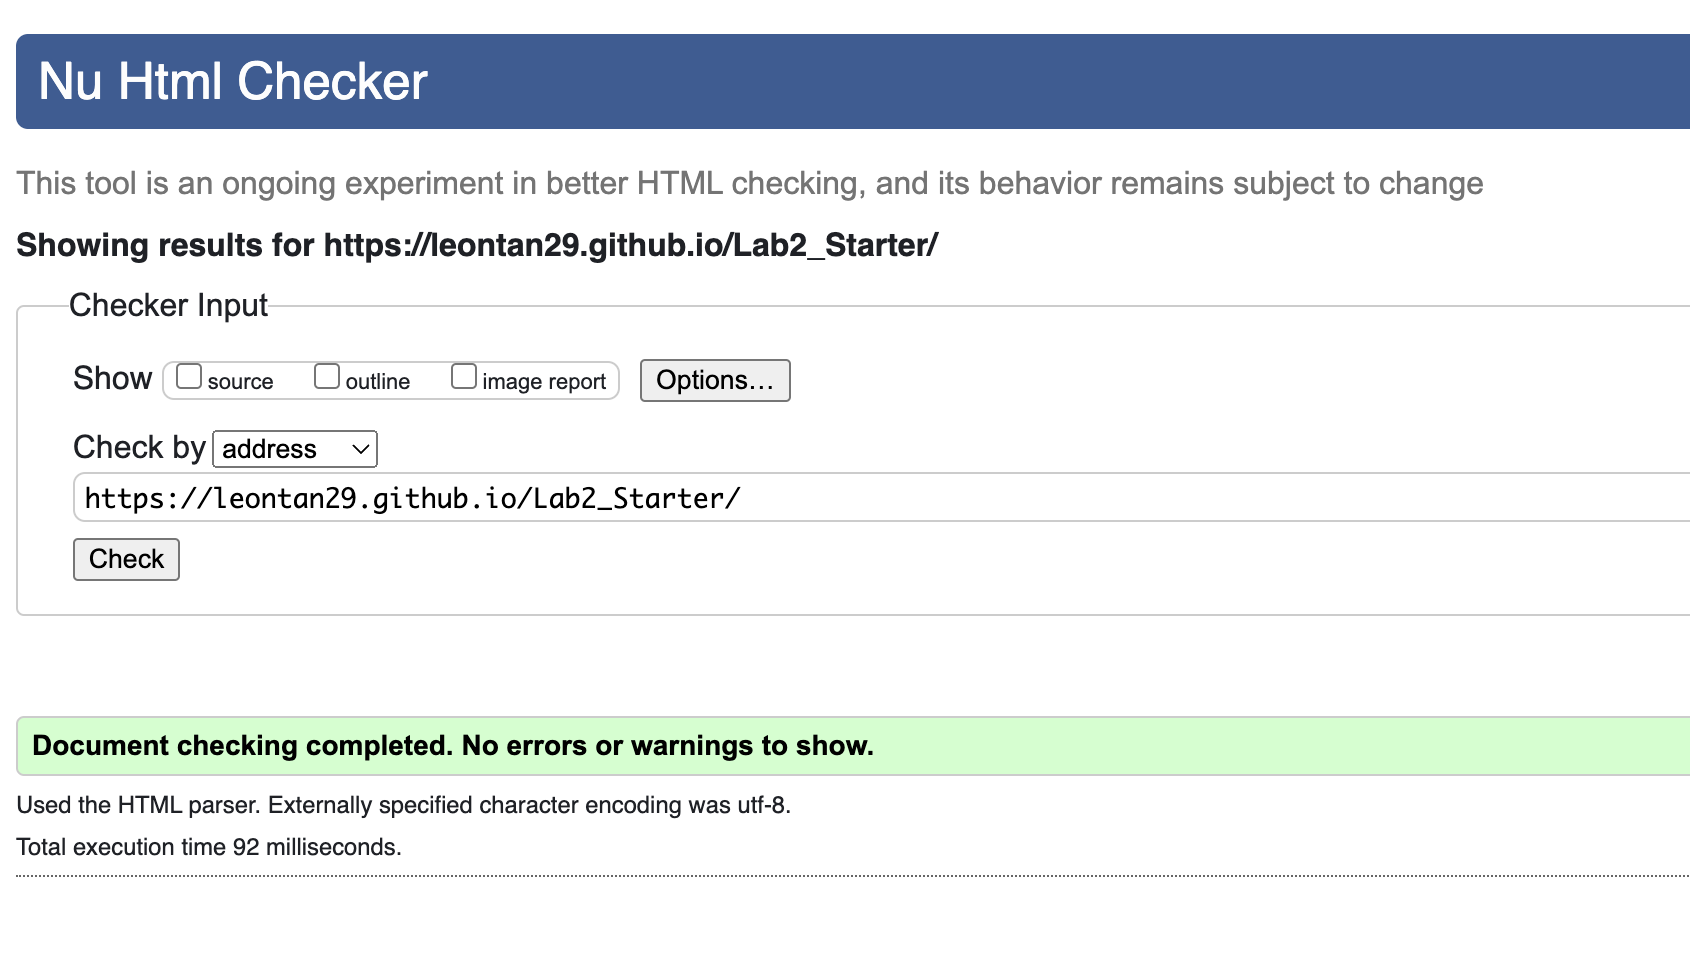 Nu Html Checker
This tool is an ongoing experiment in better HTML checking, and its behavior remains subject to change
Showing results for https://leontan29.github.io/Lab2_Starter/
Checker Input
Show source outline image report Options…
Check by address
https://leontan29.github.io/Lab2_Starter/
Check
Document checking completed. No errors or warnings to show.
Used the HTML parser. Externally specified character encoding was utf-8.
Total execution time 92 milliseconds.